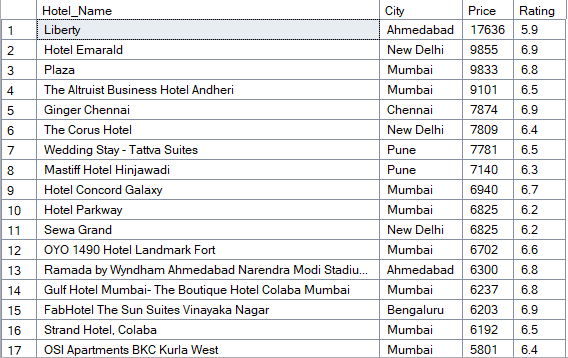 Hotel_Name City Price Rating
1 Liberty Ahmedabad 17636 5.9
2 Hotel Emarald New Delhi 9855 6.9
3 Plaza Mumbai 9833 6.8
4 The Altruist Business Hotel Andheri Mumbai 9101 6.5
5 Ginger Chennai Chennai 7874 6.9
6 The Corus Hotel New Delhi 7809 6.4
7 Wedding Stay - Tattva Suites Pune 7781 6.5
8 Mastiff Hotel Hinjawadi Pune 7140 6.3
9 Hotel Concord Galaxy Mumbai 6940 6.7
10 Hotel Parkway Mumbai 6825 6.2
11 Sewa Grand New Delhi 6825 6.2
12 OYO 1490 Hotel Landmark Fort Mumbai 6702 6.6
13 Ramada by Wyndham Ahmedabad Narendra Modi Stadiu... Ahmedabad 6300 6.8
14 Gulf Hotel Mumbai- The Boutique Hotel Colaba Mumbai Mumbai 6237 6.8
15 FabHotel The Sun Suites Vinayaka Nagar Bengaluru 6203 6.9
16 Strand Hotel, Colaba Mumbai 6192 6.5
17 OSI Apartments BKC Kurla West Mumbai 5801 6.4